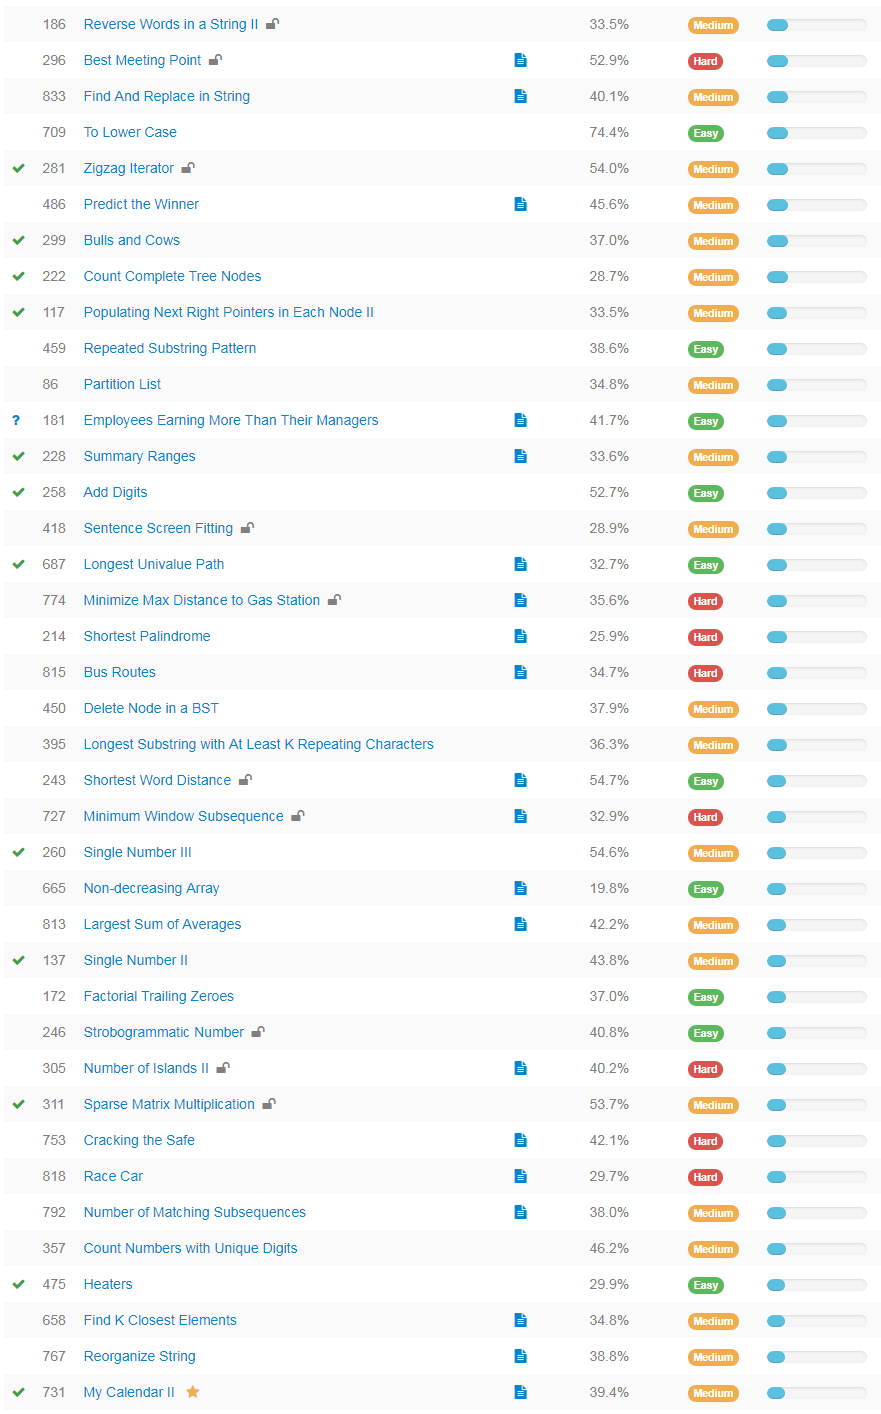 186 Reverse Words in a String II 33.5% Medium
296 Best Meeting Point 52.9% Hard
833 Find And Replace in String 40.1% Medium
709 To Lower Case 74.4% Easy
281 Zigzag Iterator 54.0% Medium
486 Predict the Winner 45.6% Medium
299 Bulls and Cows 37.0% Medium
222 Count Complete Tree Nodes 28.7% Medium
117 Populating Next Right Pointers in Each Node II 33.5% Medium
459 Repeated Substring Pattern 38.6% Easy
86 Partition List 34.8% Medium
? 181 Employees Earning More Than Their Managers 41.7% Easy
228 Summary Ranges 33.6% Medium
258 Add Digits 52.7% Easy
418 Sentence Screen Fitting 28.9% Medium
687 Longest Univalue Path 32.7% Easy
774 Minimize Max Distance to Gas Station 35.6% Hard
214 Shortest Palindrome 25.9% Hard
815 Bus Routes 34.7% Hard
450 Delete Node in a BST 37.9% Medium
395 Longest Substring with At Least K Repeating Characters 36.3% Medium
243 Shortest Word Distance 54.7% Easy
727 Minimum Window Subsequence 32.9% Hard
260 Single Number III 54.6% Medium
665 Non-decreasing Array 19.8% Easy
813 Largest Sum of Averages 42.2% Medium
137 Single Number II 43.8% Medium
172 Factorial Trailing Zeroes 37.0% Easy
246 Strobogrammatic Number 40.8% Easy
305 Number of Islands II 40.2% Hard
311 Sparse Matrix Multiplication 53.7% Medium
753 Cracking the Safe 42.1% Hard
818 Race Car 29.7% Hard
792 Number of Matching Subsequences 38.0% Medium
357 Count Numbers with Unique Digits 46.2% Medium
475 Heaters 29.9% Easy
658 Find K Closest Elements 34.8% Medium
767 Reorganize String 38.8% Medium
731 My Calendar II 39.4% Medium